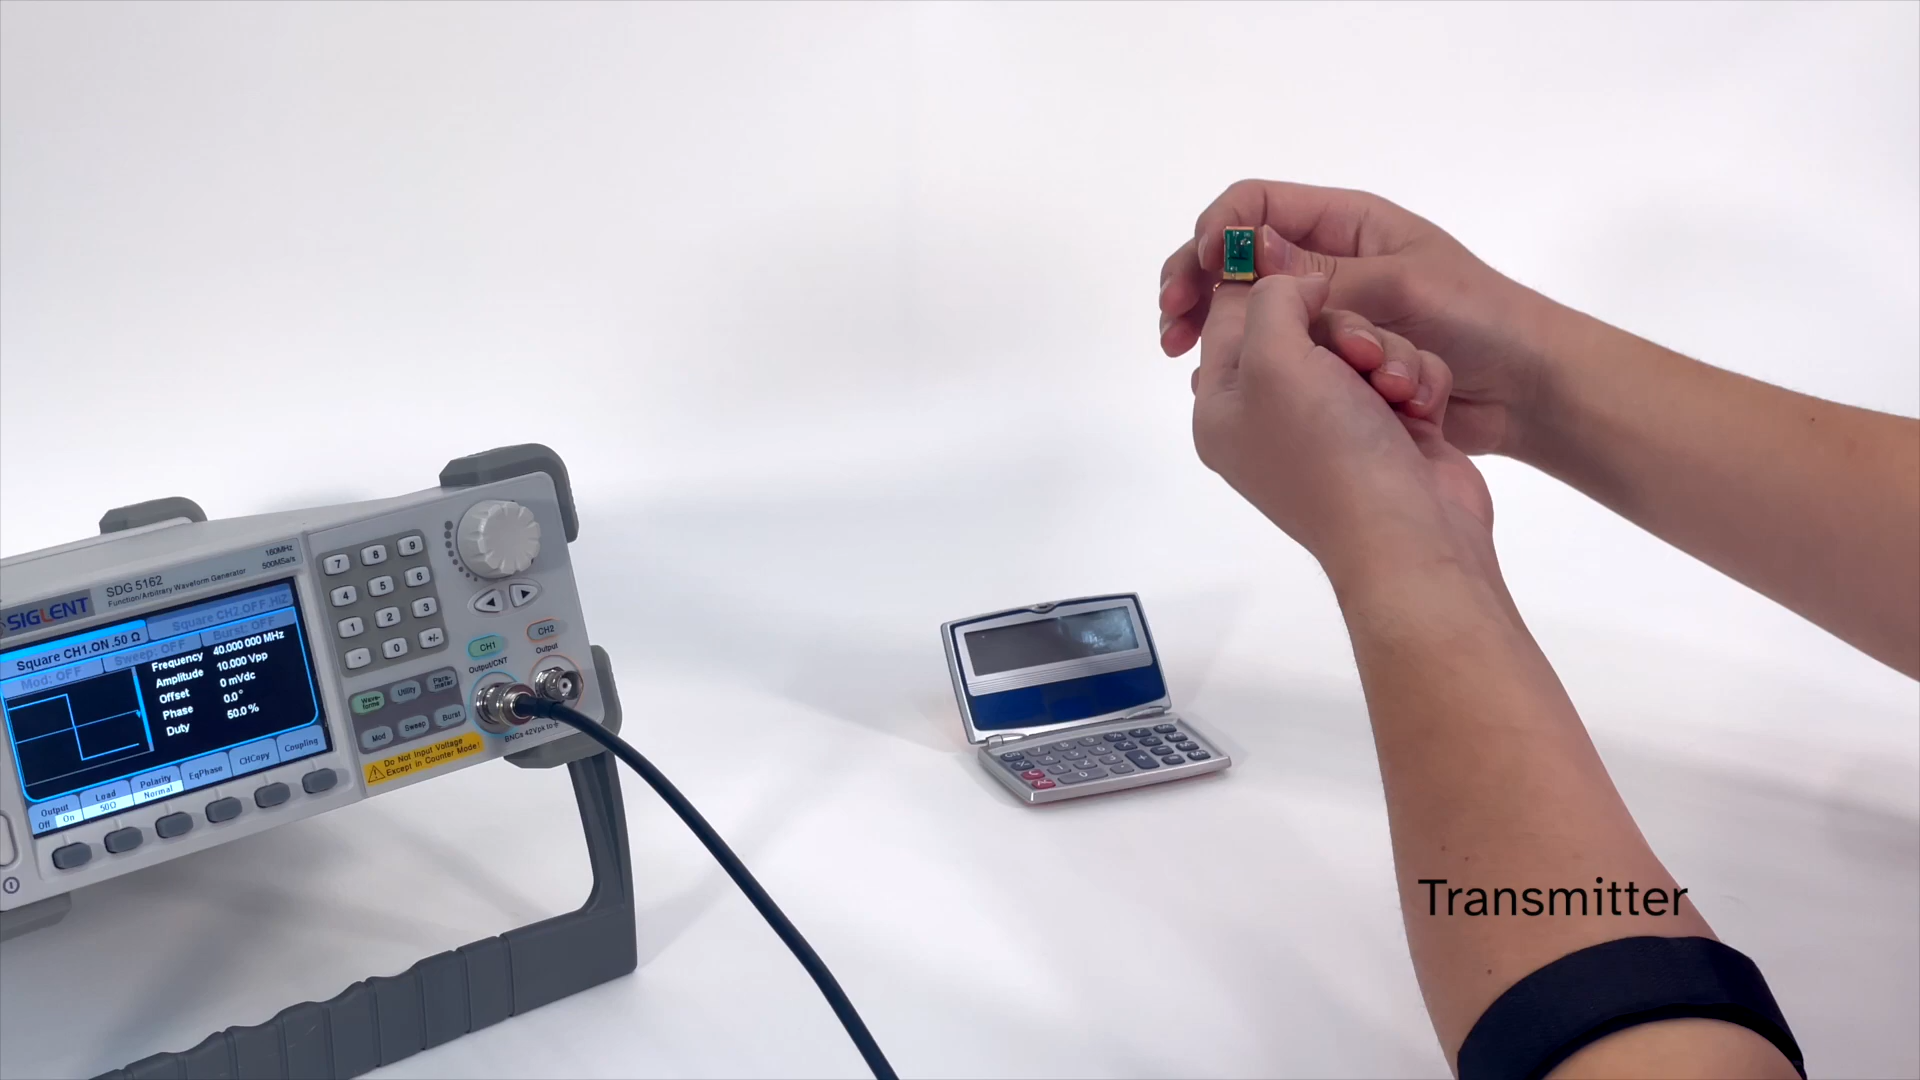 SIGLENT
SDG 5162
Function/Arbitrary Waveform Generator
160MHz
500MSa/s
Square CH1.ON .50 Ω
Square CH2.OFF .HiZ
Mod: OFF
Sweep: OFF
Burst: OFF
Frequency 40.000 000 MHz
Amplitude 10.000 Vpp
Offset 0 mVdc
Phase 0.0 °
Duty 50.0 %
Output
Off On
Load
50Ω
Polarity
Normal
EqPhase
CHCopy
Coupling
7 8 9
4 5 6
1 2 3
. 0 +/-
Waveforms
Utility
Parameter
Mod
Sweep
Burst
CH1
Output/CNT
CH2
Output
Do Not Input Voltage
Except in Counter Mode!
Transmitter